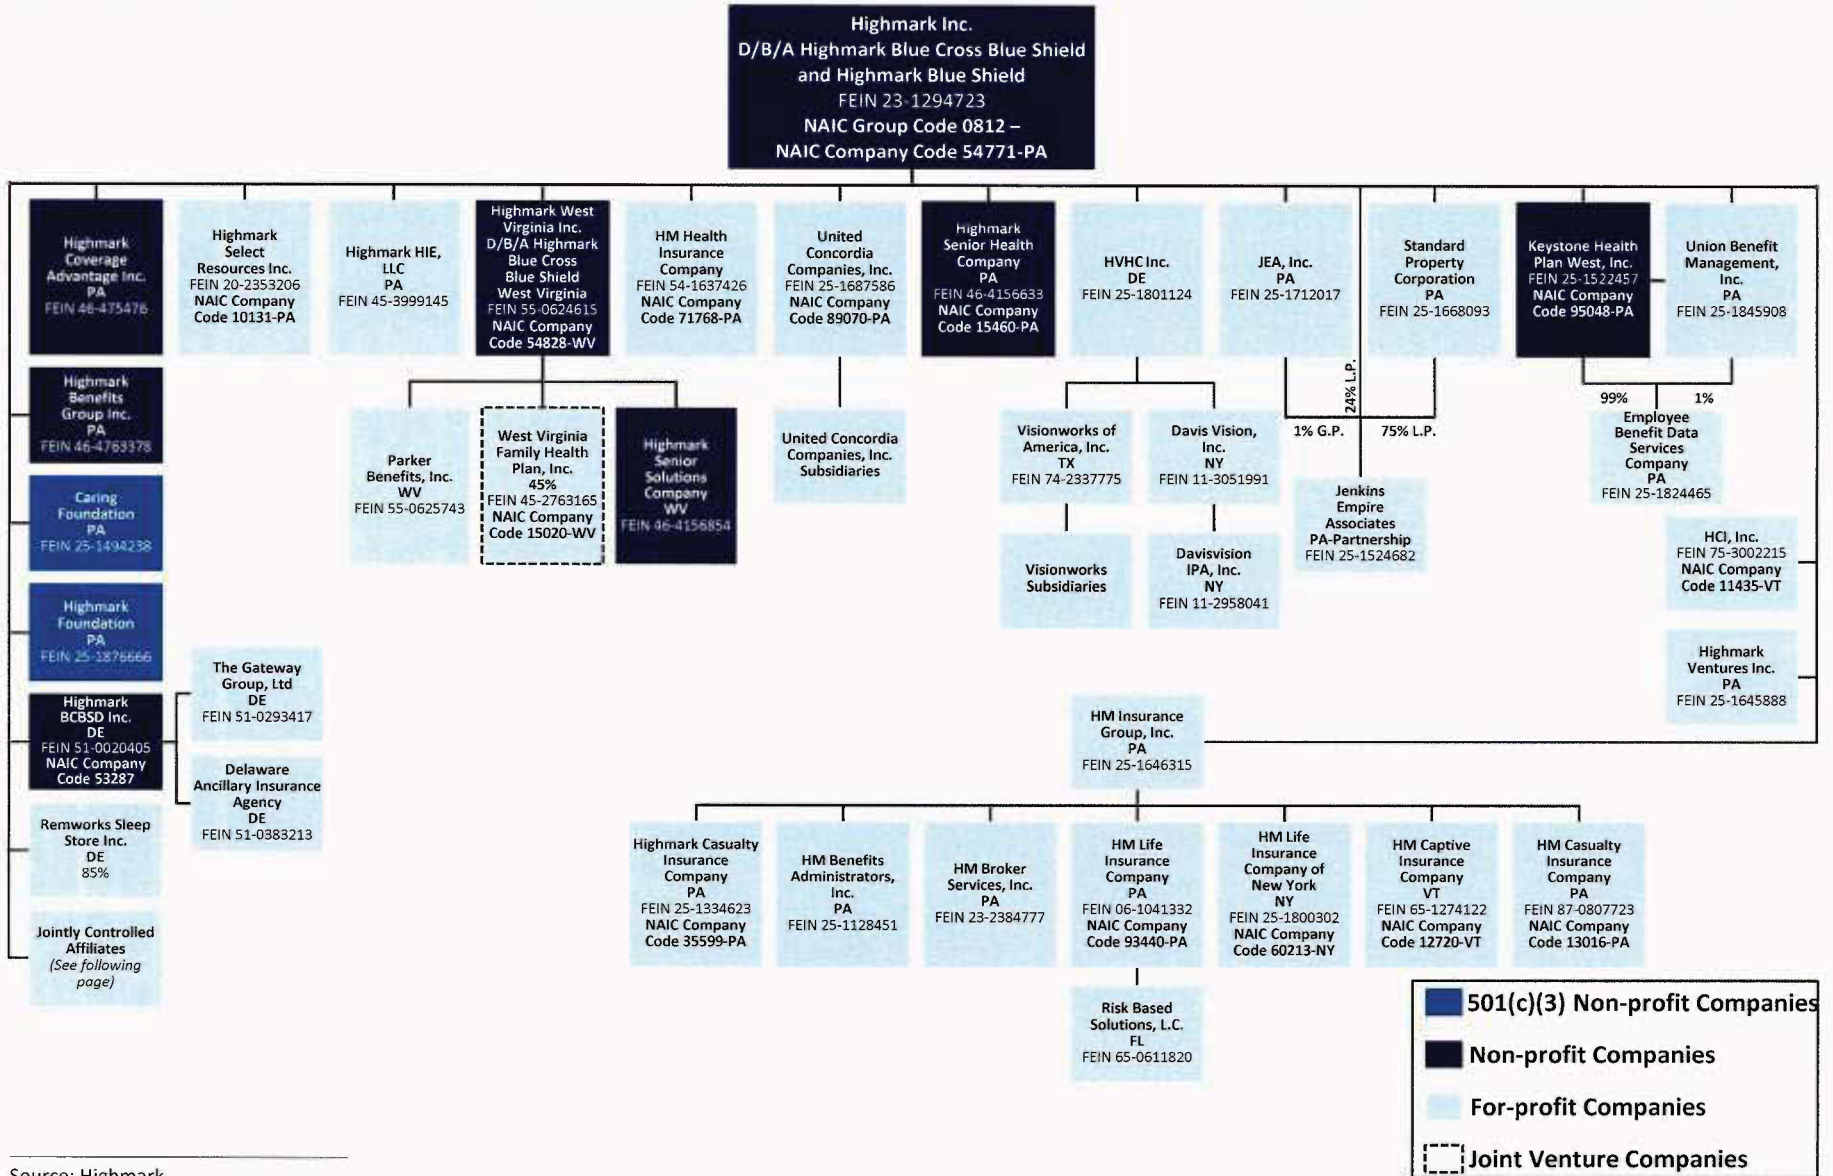 Highmark Inc.
D/B/A Highmark Blue Cross Blue Shield
and Highmark Blue Shield
FEIN 23-1294723
NAIC Group Code 0812 –
NAIC Company Code 54771-PA
Highmark
Coverage
Advantage Inc.
PA
FEIN 46-475476
Highmark
Select
Resources Inc.
FEIN 20-2353206
NAIC Company
Code 10131-PA
Highmark HIE,
LLC
PA
FEIN 45-3999145
Highmark West
Virginia Inc.
D/B/A Highmark
Blue Cross
Blue Shield
West Virginia
FEIN 55-0624615
NAIC Company
Code 54828-WV
HM Health
Insurance
Company
FEIN 54-1637426
NAIC Company
Code 71768-PA
United
Concordia
Companies, Inc.
FEIN 25-1687586
NAIC Company
Code 89070-PA
Highmark
Senior Health
Company
PA
FEIN 46-4156633
NAIC Company
Code 15460-PA
HVHC Inc.
DE
FEIN 25-1801124
JEA, Inc.
PA
FEIN 25-1712017
Standard
Property
Corporation
PA
FEIN 25-1668093
Keystone Health
Plan West, Inc.
FEIN 25-1522457
NAIC Company
Code 95048-PA
Union Benefit
Management,
Inc.
PA
FEIN 25-1845908
Highmark
Benefits
Group Inc.
PA
FEIN 46-4763378
Parker
Benefits, Inc.
WV
FEIN 55-0625743
West Virginia
Family Health
Plan, Inc.
45%
FEIN 45-2763165
NAIC Company
Code 15020-WV
Highmark
Senior
Solutions
Company
WV
FEIN 46-4156854
United Concordia
Companies, Inc.
Subsidiaries
Visionworks of
America, Inc.
TX
FEIN 74-2337775
Davis Vision,
Inc.
NY
FEIN 11-3051991
24% L.P.
1% G.P.
75% L.P.
99%
1%
Employee
Benefit Data
Services
Company
PA
FEIN 25-1824465
Caring
Foundation
PA
FEIN 25-1494238
Visionworks
Subsidiaries
Davisvision
IPA, Inc.
NY
FEIN 11-2958041
Jenkins
Empire
Associates
PA-Partnership
FEIN 25-1524682
HCI, Inc.
FEIN 75-3002215
NAIC Company
Code 11435-VT
Highmark
Foundation
PA
FEIN 25-1876666
The Gateway
Group, Ltd
DE
FEIN 51-0293417
Highmark
Ventures Inc.
PA
FEIN 25-1645888
Highmark
BCBSD Inc.
DE
FEIN 51-0020405
NAIC Company
Code 53287
Delaware
Ancillary Insurance
Agency
DE
FEIN 51-0383213
HM Insurance
Group, Inc.
PA
FEIN 25-1646315
Remworks Sleep
Store Inc.
DE
85%
Highmark Casualty
Insurance
Company
PA
FEIN 25-1334623
NAIC Company
Code 35599-PA
HM Benefits
Administrators,
Inc.
PA
FEIN 25-1128451
HM Broker
Services, Inc.
PA
FEIN 23-2384777
HM Life
Insurance
Company
PA
FEIN 06-1041332
NAIC Company
Code 93440-PA
HM Life
Insurance
Company of
New York
NY
FEIN 25-1800302
NAIC Company
Code 60213-NY
HM Captive
Insurance
Company
VT
FEIN 65-1274122
NAIC Company
Code 12720-VT
HM Casualty
Insurance
Company
PA
FEIN 87-0807723
NAIC Company
Code 13016-PA
Jointly Controlled
Affiliates
(See following
page)
Risk Based
Solutions, L.C.
FL
FEIN 65-0611820
501(c)(3) Non-profit Companies
Non-profit Companies
For-profit Companies
Joint Venture Companies
Source: Highmark